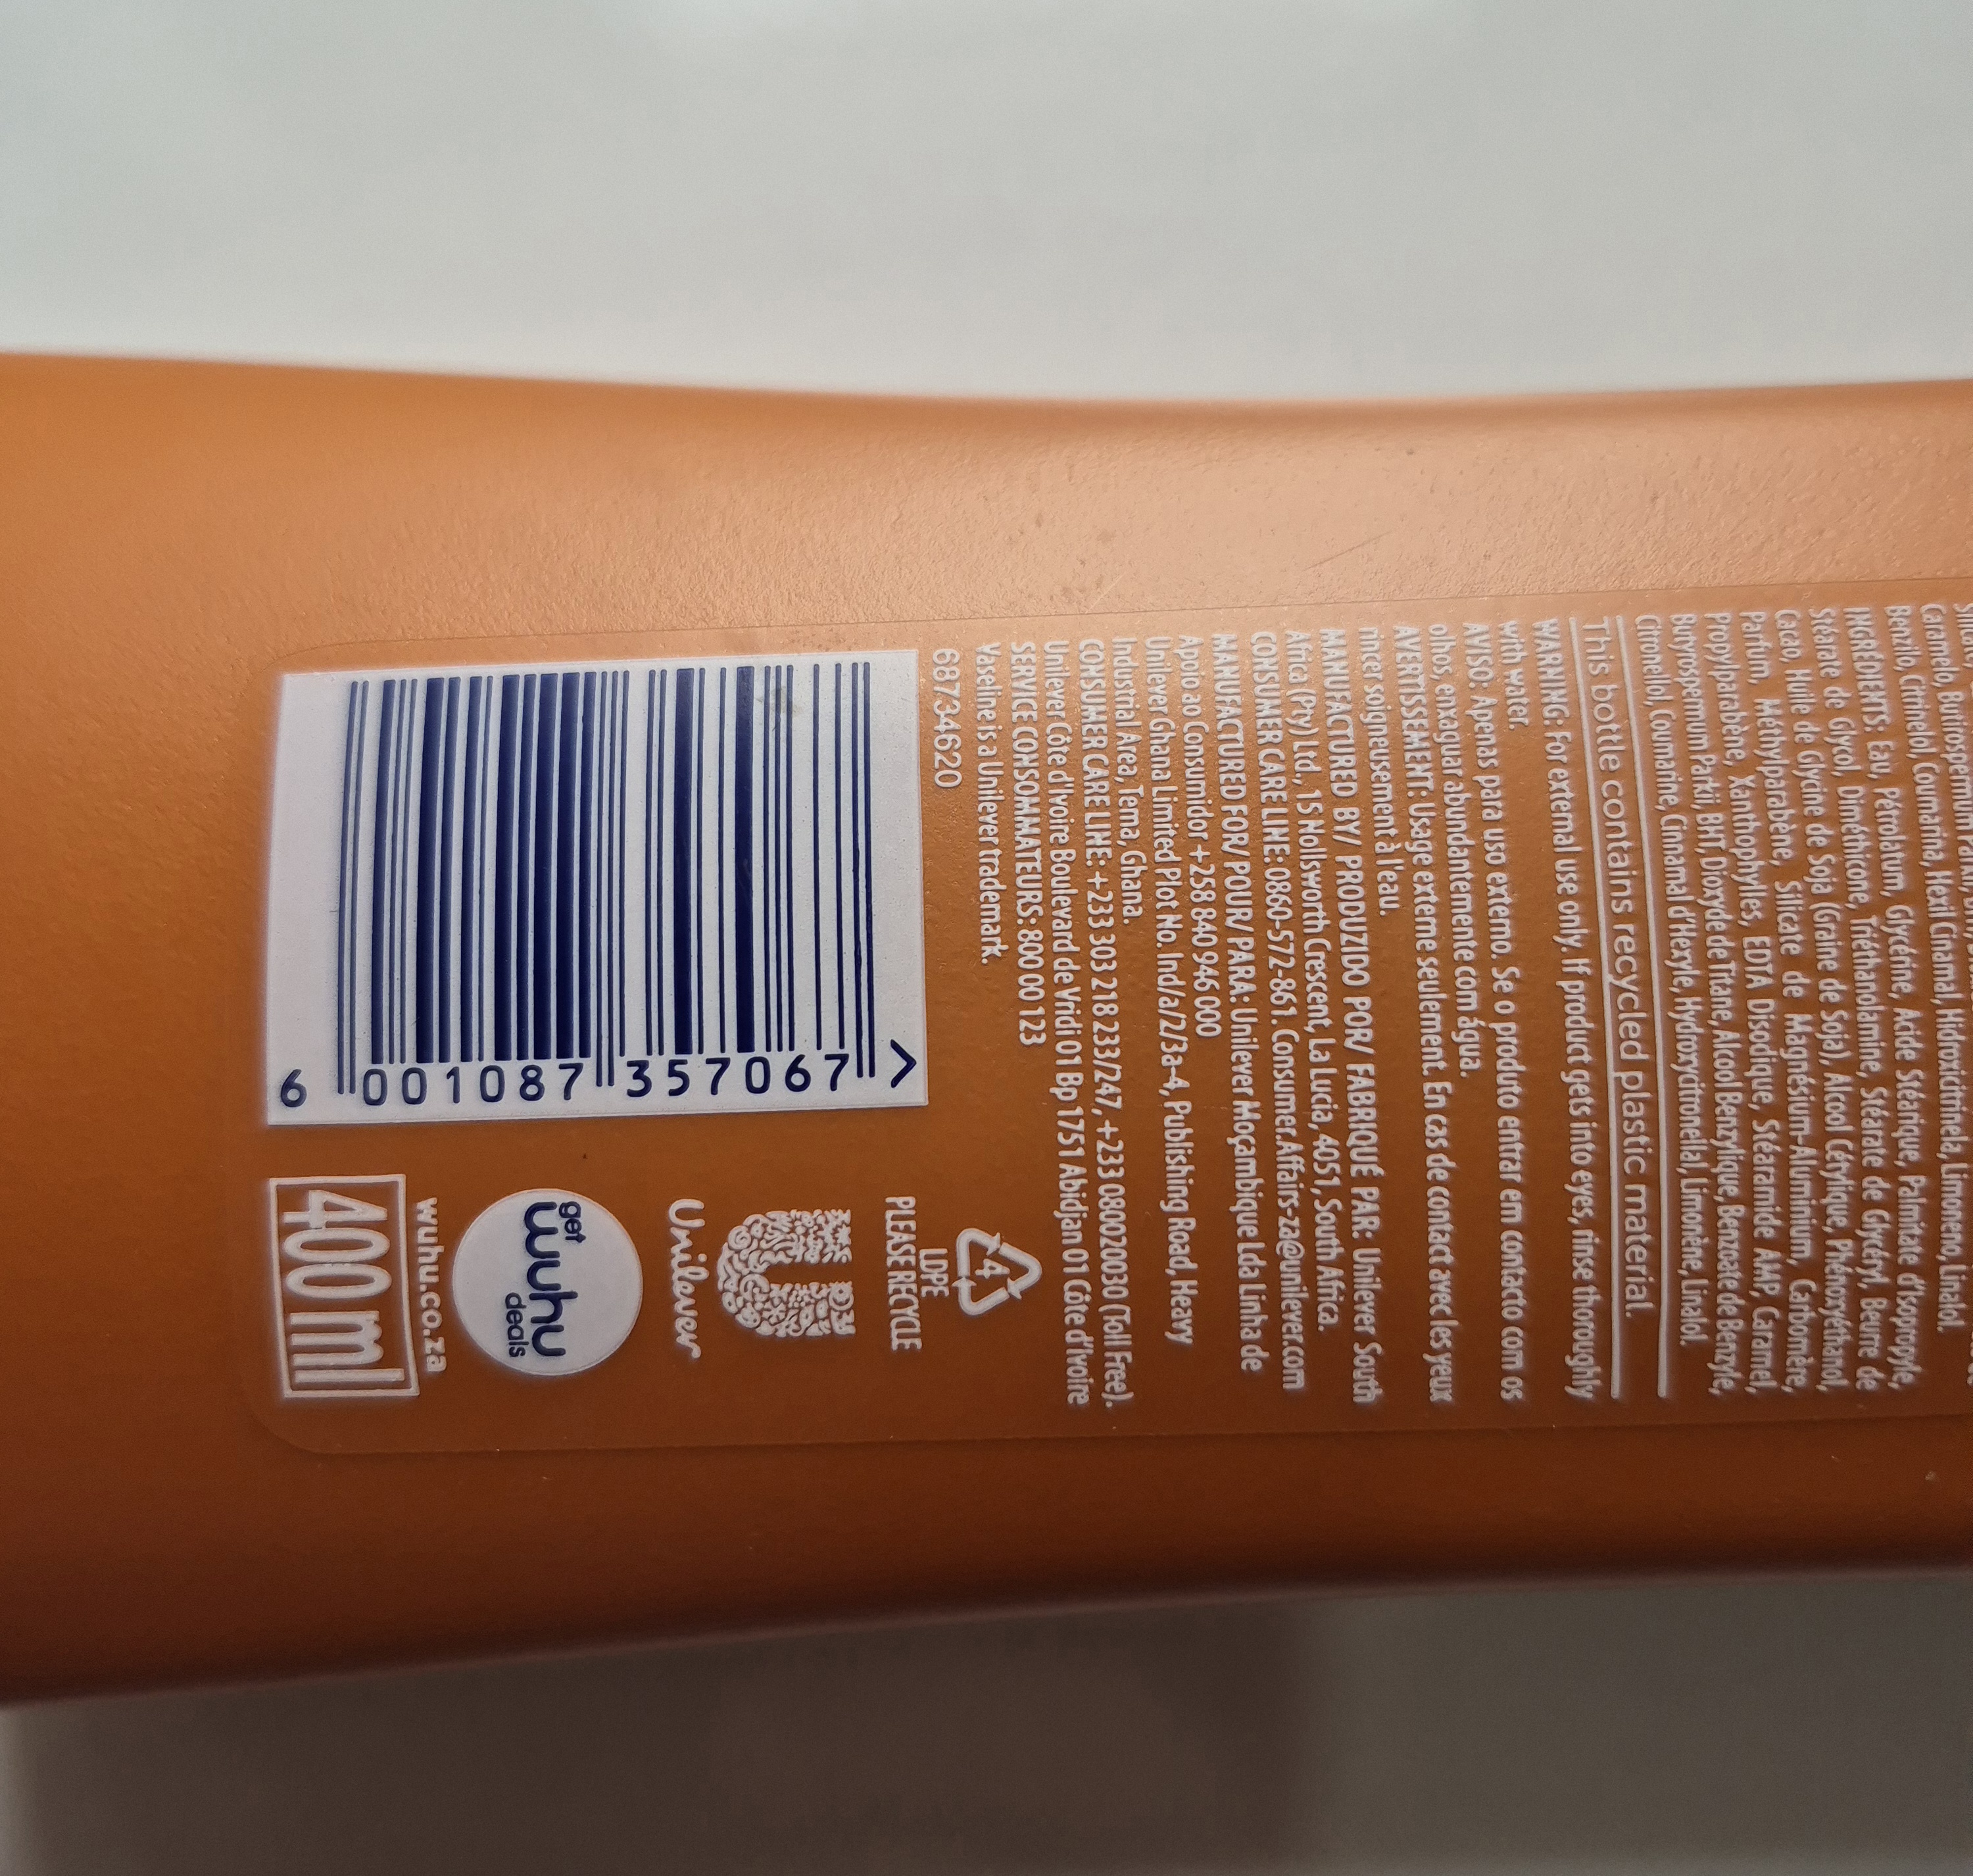 Caramelo, Butirospermum
Benzilo, Citrinelol, Coumarina, Hexil Cinamal, Hidroxicitrinela, Limoneno, Linalol.
INGRÉDIENTS: Eau, Pétrolatum, Glycérine, Acide Stéarique, Palmitate d'Isopropyle,
Stéarate de Glycol, Diméthicone, Triéthanolamine, Stéarate de Glycéryl, Beurre de
Cacao, Huile de Glycine de Soja (Graine de Soja), Alcool Cétylique, Phénoxyéthanol,
Parfum, Méthylparabène, Silicate de Magnésium-Aluminium, Carbomère,
Propylparabène, Xanthophylles, EDTA Disodique, Stéaramide AMP, Caramel,
Butyrospermum Parkii, BHT, Dioxyde de Titane, Alcool Benzylique, Benzoate de Benzyle,
Citronellol, Coumarine, Cinnamal d'Hexyle, Hydroxycitronellal, Limonène, Linalol.
This bottle contains recycled plastic material.
WARNING: For external use only. If product gets into eyes, rinse thoroughly
with water.
AVISO: Apenas para uso externo. Se o produto entrar em contacto com os
olhos, enxaguar abundantemente com água.
AVERTISSEMENT: Usage externe seulement. En cas de contact avec les yeux
rincer soigneusement à l'eau.
MANUFACTURED BY/ PRODUZIDO POR/ FABRIQUÉ PAR: Unilever South
Africa (Pty) Ltd., 15 Nollsworth Crescent, La Lucia, 4051, South Africa.
CONSUMER CARE LINE: 0860-572-861. Consumer.Affairs-za@unilever.com
MANUFACTURED FOR/ POUR/ PARA: Unilever Moçambique Lda Linha de
Apoio ao Consumidor +258 840 946 000
Unilever Ghana Limited Plot No. Ind/a/2/3a-4, Publishing Road, Heavy
Industrial Area, Tema, Ghana.
CONSUMER CARE LINE: +233 303 218 233/247, +233 080070030 (Toll Free).
Unilever Côte d'Ivoire Boulevard de Vridi 01 Bp 1751 Abidjan 01 Côte d'Ivoire
SERVICE CONSOMMATEURS: 800 00 123
Vaseline is a Unilever trademark.
68734620
4
LDPE
PLEASE RECYCLE
Unilever
get
wuhu
deals
wuhu.co.za
400 ml
6 001087 357067 >